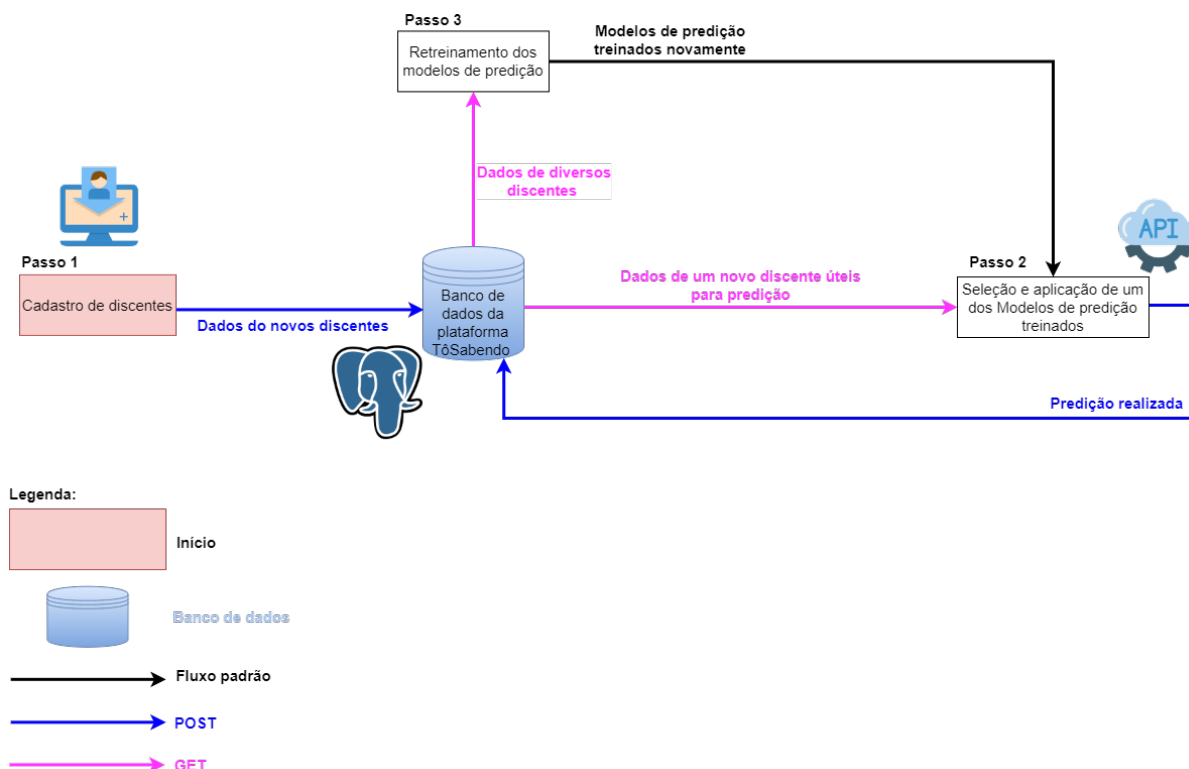 Passo 3
Retreinamento dos
modelos de predição
Modelos de predição
treinados novamente
Dados de diversos
discentes
API
Passo 1
Cadastro de discentes
Dados do novos discentes
Banco de
dados da
plataforma
TôSabendo
Dados de um novo discente úteis
para predição
Passo 2
Seleção e aplicação de um
dos Modelos de predição
treinados
Predição realizada
Legenda:
Início
Banco de dados
Fluxo padrão
POST
GET